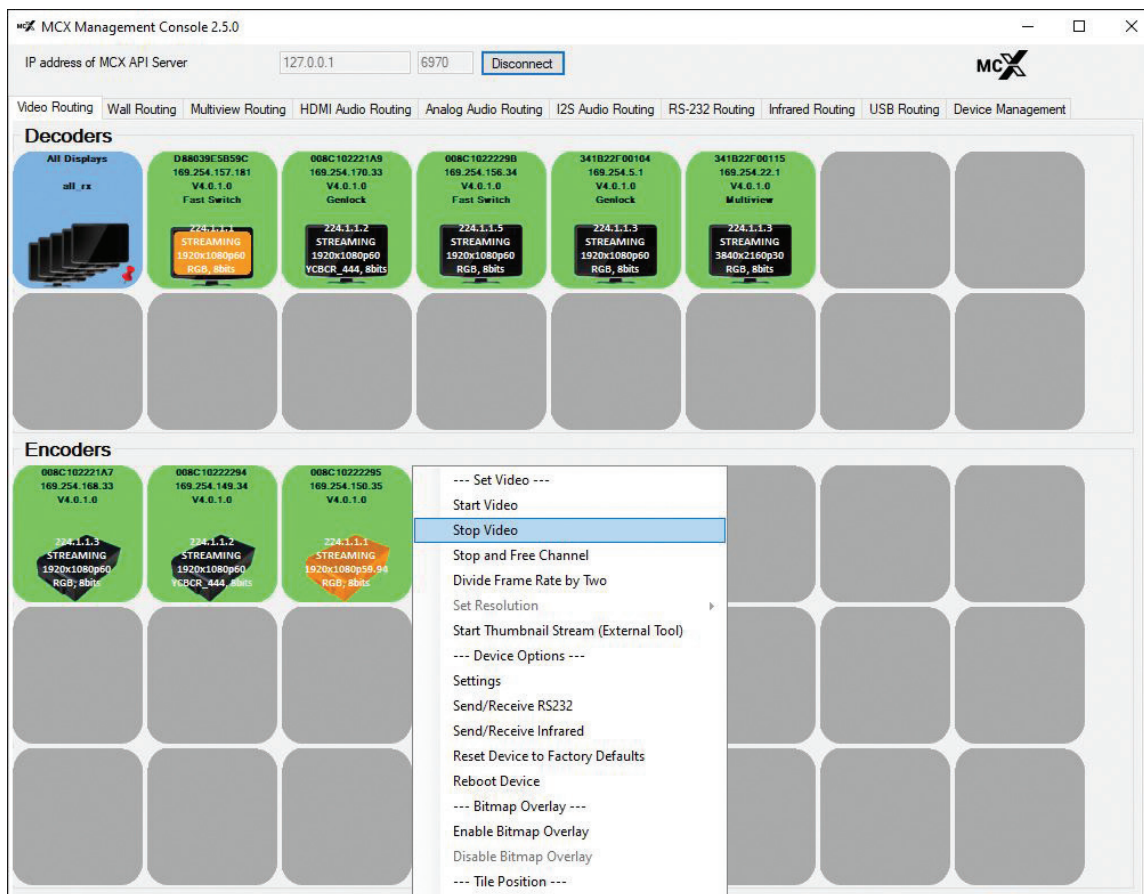 MCX MCX Management Console 2.5.0
IP address of MCX API Server 127.0.0.1 6970 Disconnect MCX
Video Routing Wall Routing Multiview Routing HDMI Audio Routing Analog Audio Routing I2S Audio Routing RS-232 Routing Infrared Routing USB Routing Device Management
Decoders
All Displays
all_rx
D88039E5B59C
169.254.157.181
V4.0.1.0
Fast Switch
224.1.1.1
STREAMING
1920x1080p60
RGB, 8bits
008C102221A9
169.254.170.33
V4.0.1.0
Genlock
224.1.1.2
STREAMING
1920x1080p60
YCBCR_444, 8bits
008C1022229B
169.254.156.34
V4.0.1.0
Fast Switch
224.1.1.5
STREAMING
1920x1080p60
RGB, 8bits
341B22F00104
169.254.5.1
V4.0.1.0
Genlock
224.1.1.3
STREAMING
1920x1080p60
RGB, 8bits
341B22F00115
169.254.22.1
V4.0.1.0
Multiview
224.1.1.3
STREAMING
3840x2160p30
RGB, 8bits
Encoders
008C102221A7
169.254.168.33
V4.0.1.0
224.1.1.3
STREAMING
1920x1080p60
RGB, 8bits
008C10222294
169.254.149.34
V4.0.1.0
224.1.1.2
STREAMING
1920x1080p60
YCBCR_444, 8bits
008C10222295
169.254.150.35
V4.0.1.0
224.1.1.1
STREAMING
1920x1080p59.94
RGB, 8bits
--- Set Video ---
Start Video
Stop Video
Stop and Free Channel
Divide Frame Rate by Two
Set Resolution
Start Thumbnail Stream (External Tool)
--- Device Options ---
Settings
Send/Receive RS232
Send/Receive Infrared
Reset Device to Factory Defaults
Reboot Device
--- Bitmap Overlay ---
Enable Bitmap Overlay
Disable Bitmap Overlay
--- Tile Position ---